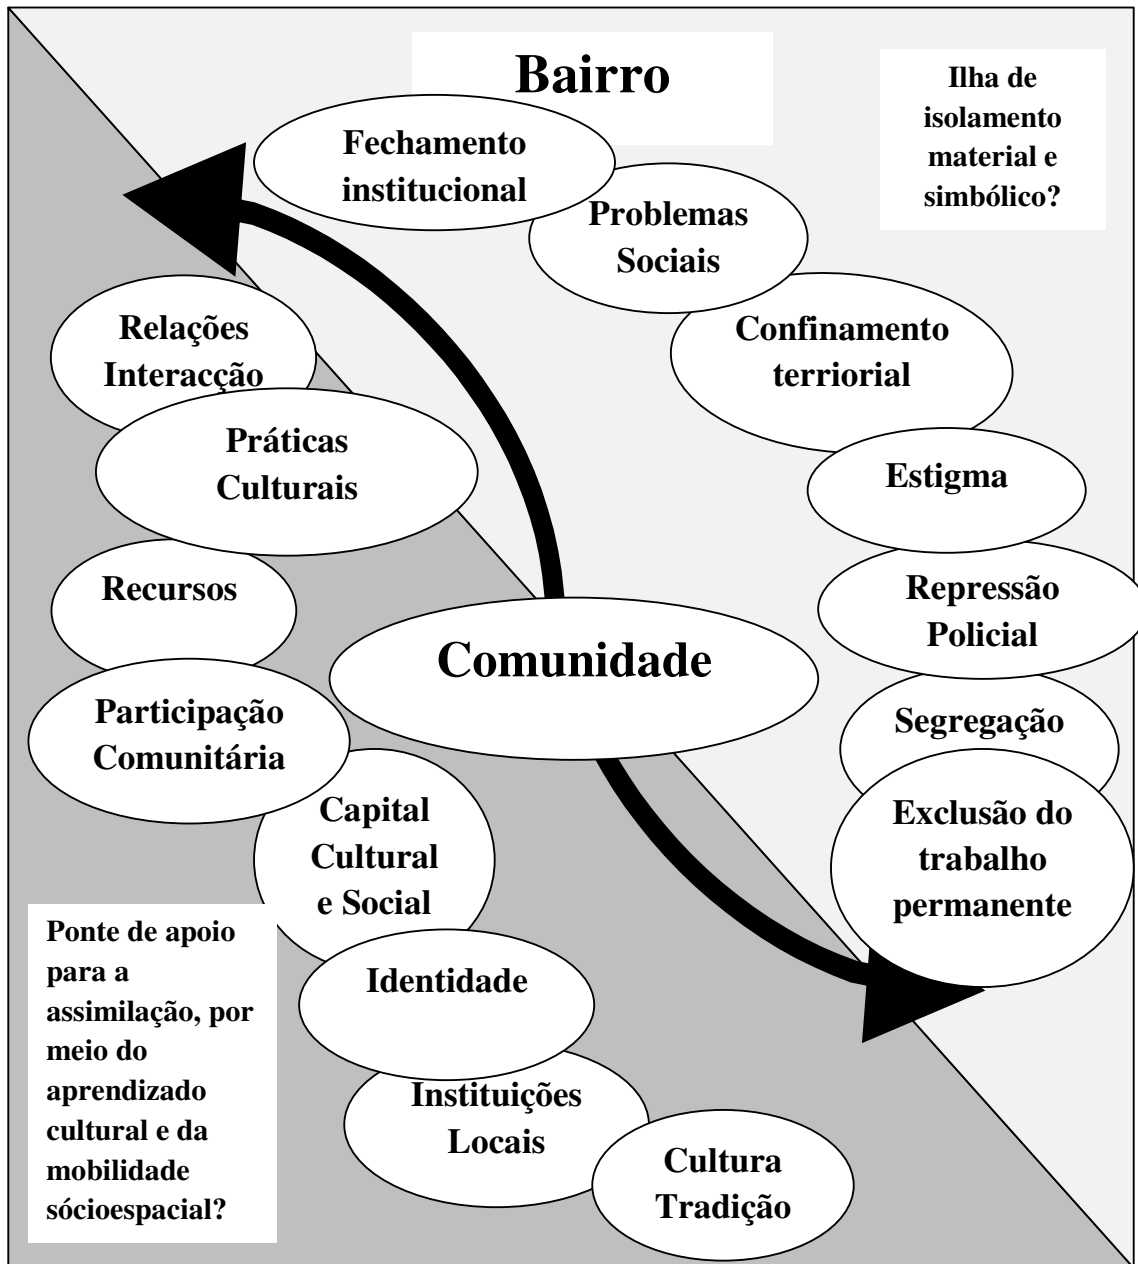 Bairro
Ilha de
isolamento
material e
simbólico?
Fechamento
institucional
Problemas
Sociais
Confinamento
terriorial
Estigma
Repressão
Policial
Segregação
Exclusão do
trabalho
permanente
Relações
Interacção
Práticas
Culturais
Recursos
Comunidade
Participação
Comunitária
Capital
Cultural
e Social
Identidade
Instituições
Locais
Cultura
Tradição
Ponte de apoio
para a
assimilação, por
meio do
aprendizado
cultural e da
mobilidade
sócioespacial?